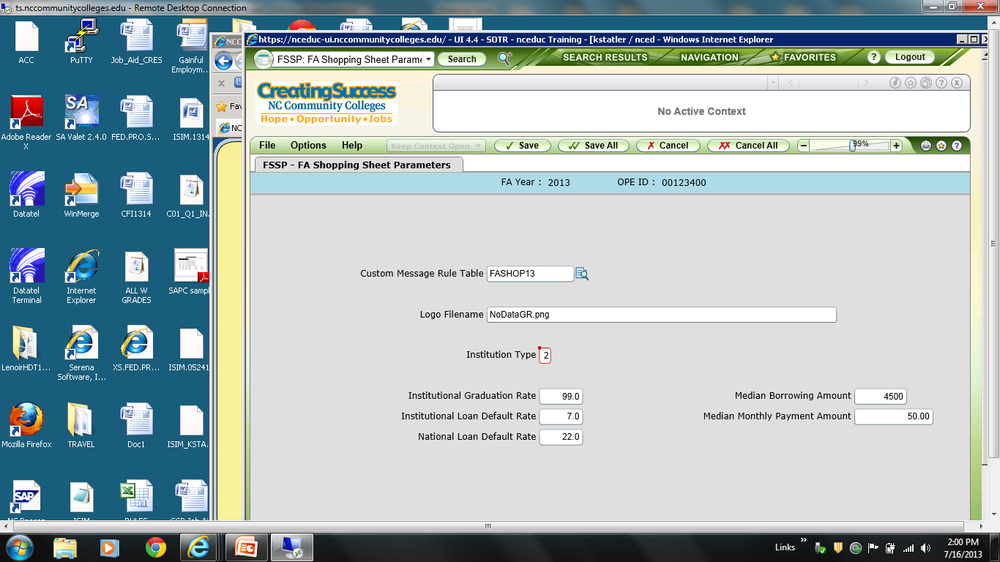 ts.nccommunitycolleges.edu - Remote Desktop Connection
https://nceduc-ui.nccommunitycolleges.edu/ - UI 4.4 - SOTR - nceduc Training - [kstatler / nced - Windows Internet Explorer
FSSP: FA Shopping Sheet Parame
Search
SEARCH RESULTS
NAVIGATION
FAVORITES
?
Logout
CreatingSuccess
NC Community Colleges
Hope • Opportunity • Jobs
No Active Context
File
Options
Help
Keep Context Open
Save
Save All
Cancel
Cancel All
99%
FSSP - FA Shopping Sheet Parameters
FA Year : 2013
OPE ID : 00123400
Custom Message Rule Table FASHOP13
Logo Filename NoDataGR.png
Institution Type 2
Institutional Graduation Rate 99.0
Median Borrowing Amount 4500
Institutional Loan Default Rate 7.0
Median Monthly Payment Amount 50.00
National Loan Default Rate 22.0
NCC
Fav
NC
ACC
PuTTY
Job_Aid_CRES
Gainful
Employm...
Adobe Reader
X
SA Valet 2.4.0
FED.PRO.S...
ISIM.1314
Datatel
WinMerge
CFI1314
C01_Q1_IN.
Datatel
Terminal
Internet
Explorer
ALL W
GRADES
SAPC sampl
LenoirHDT1...
Serena
Software, I...
XS.FED.PR...
ISIM.05241
Mozilla Firefox
TRAVEL
Doc1
ISIM_KSTA.
Links
2:00 PM
7/16/2013